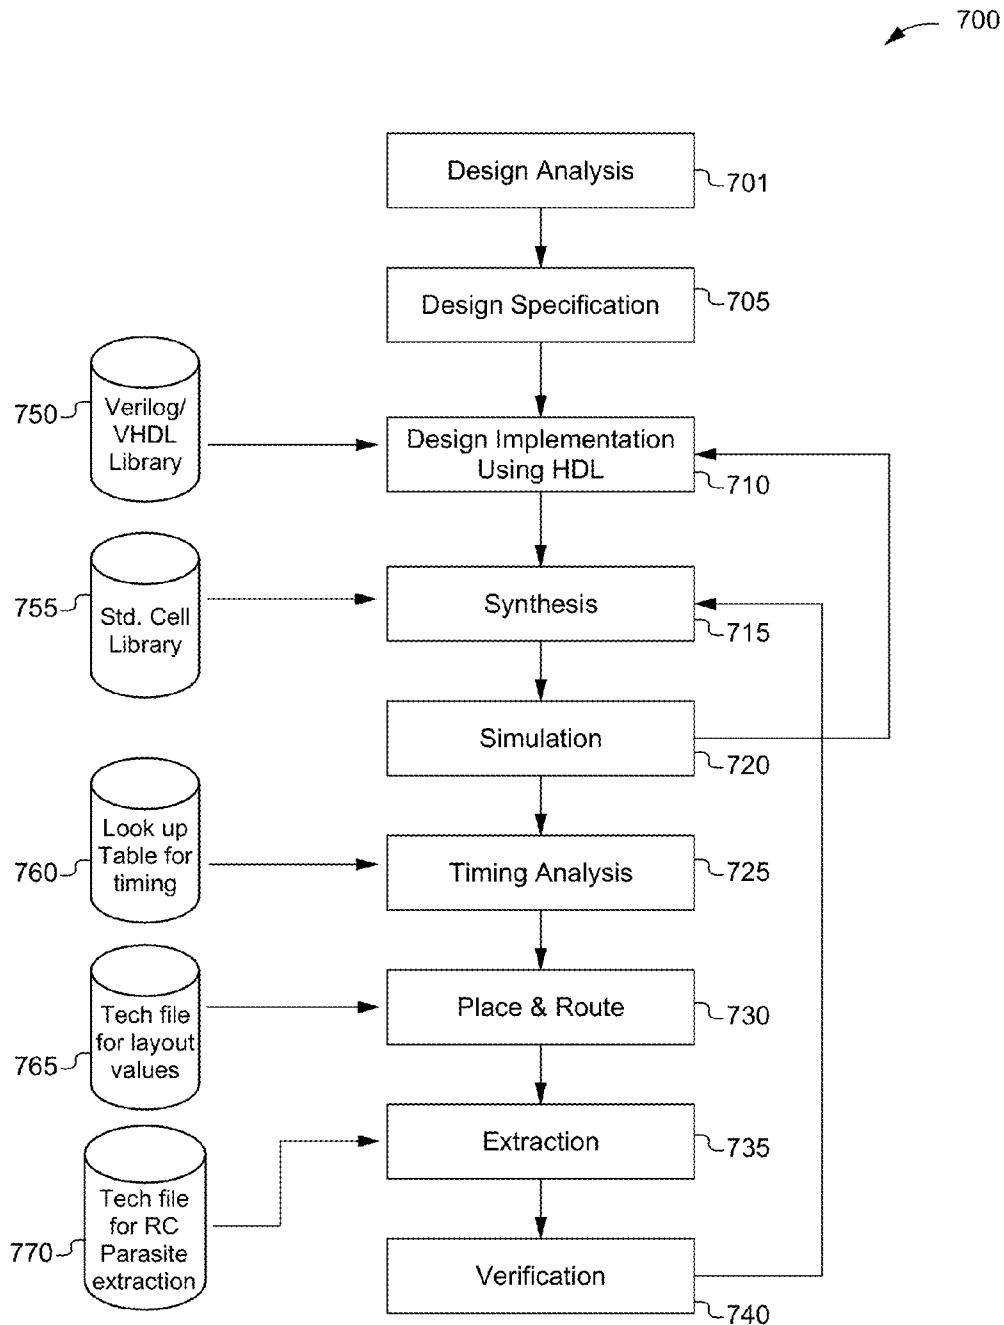 700
Design Analysis
701
Design Specification
705
750
Verilog/
VHDL
Library
Design Implementation
Using HDL
710
755
Std. Cell
Library
Synthesis
715
Simulation
720
760
Look up
Table for
timing
Timing Analysis
725
765
Tech file
for layout
values
Place & Route
730
Extraction
735
770
Tech file
for RC
Parasite
extraction
Verification
740